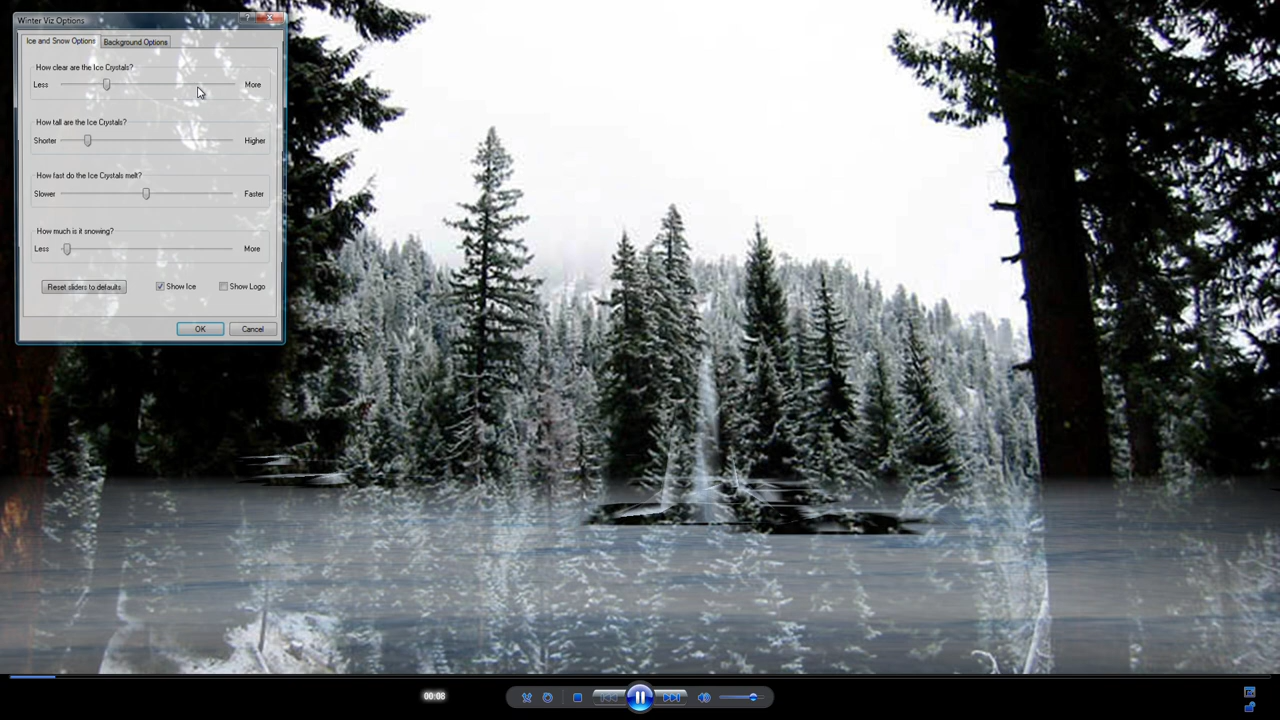 Winter Viz Options
Ice and Snow Options Background Options
How clear are the Ice Crystals?
Less More
How tall are the Ice Crystals?
Shorter Higher
How fast do the Ice Crystals melt?
Slower Faster
How much is it snowing?
Less More
Reset sliders to defaults Show Ice Show Logo
OK Cancel
00:08